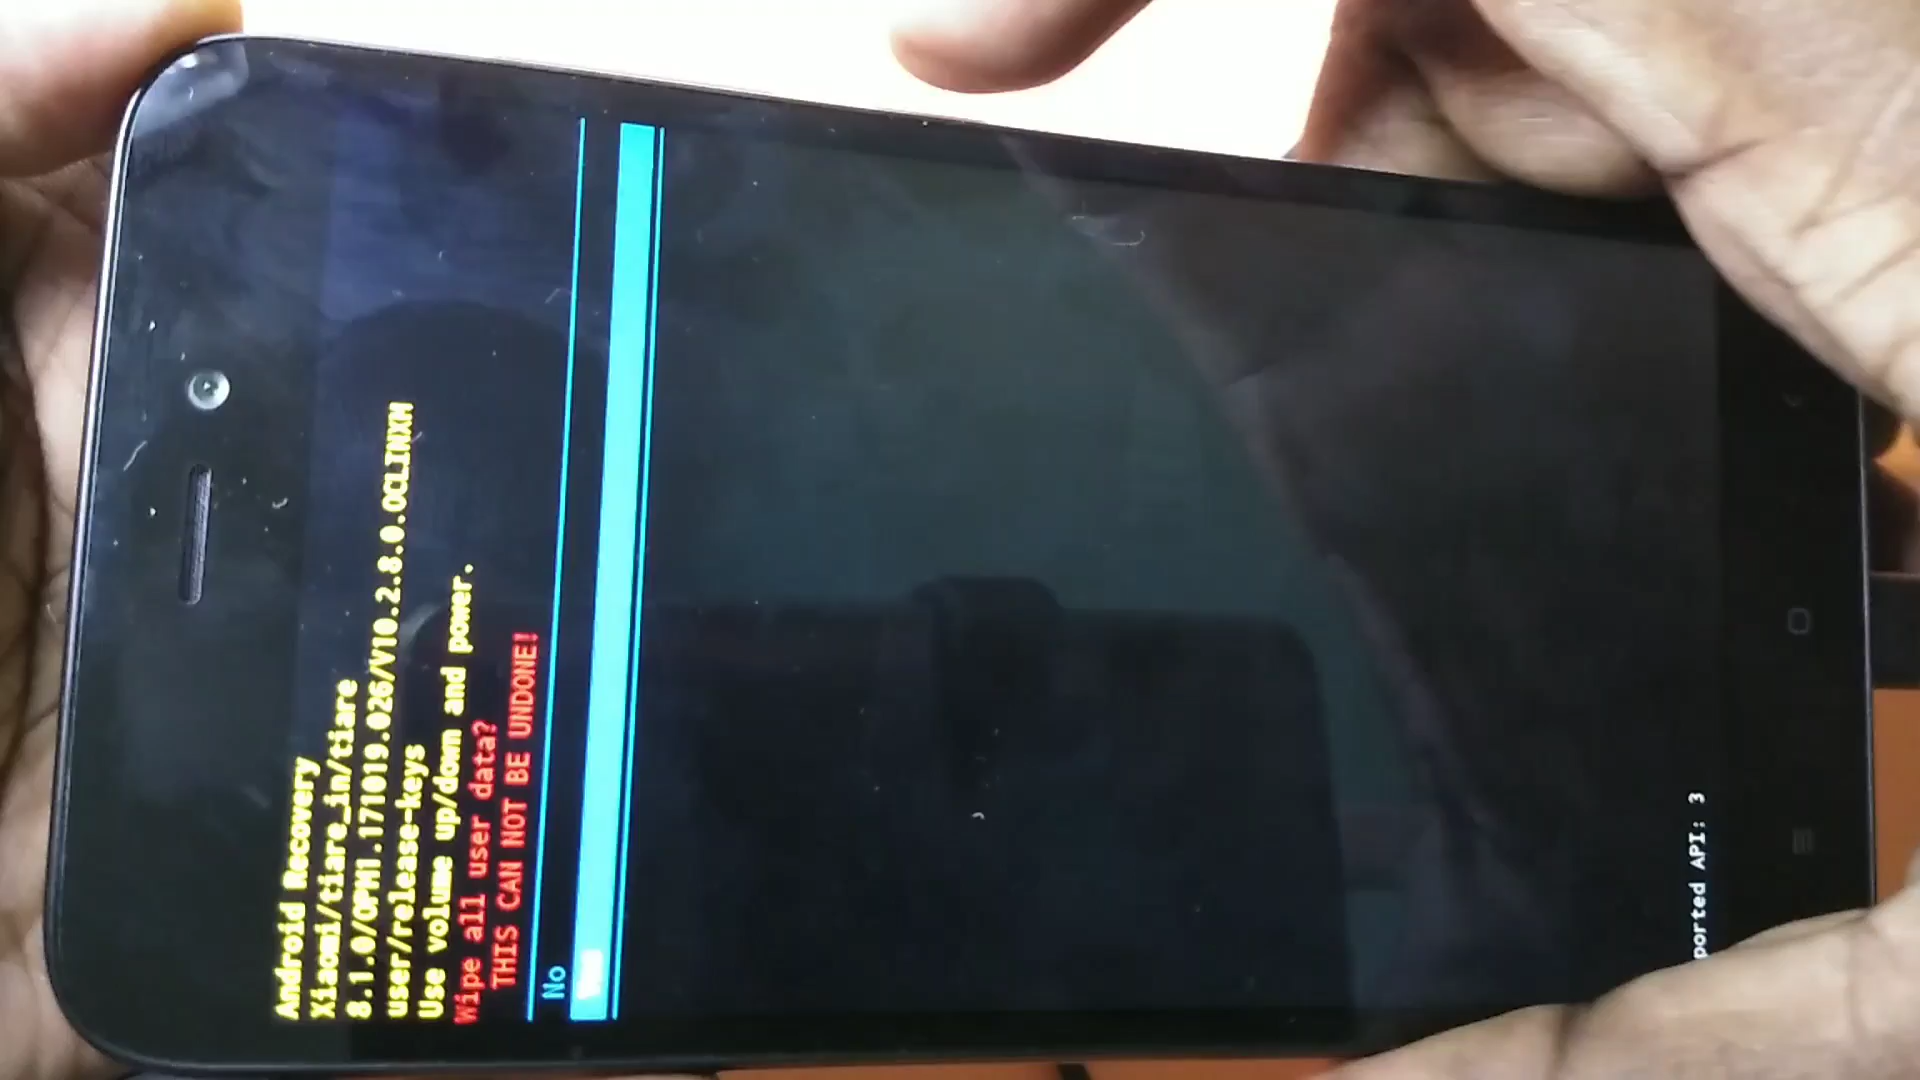 Android Recovery
Xiaomi/tiare_in/tiare
8.1.0/OPM1.171019.026/V10.2.8.0.OCLINXM
user/release-keys
Use volume up/down and power.
Wipe all user data?
THIS CAN NOT BE UNDONE!
No
ported API: 3